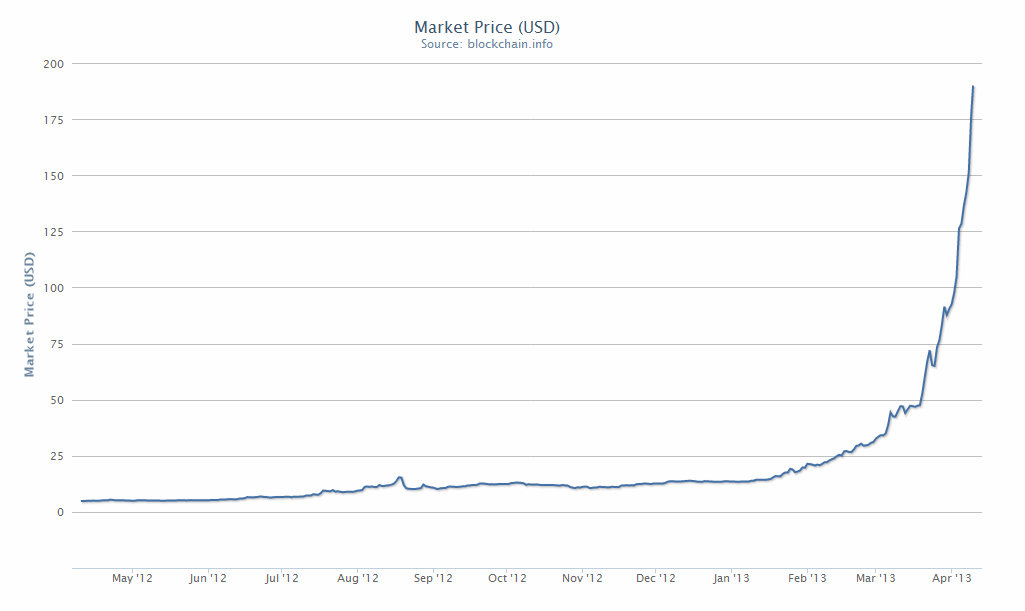 Market Price (USD)
Source: blockchain.info
200
175
150
125
100
75
50
25
0
Market Price (USD)
May '12
Jun '12
Jul '12
Aug '12
Sep '12
Oct '12
Nov '12
Dec '12
Jan '13
Feb '13
Mar '13
Apr '13